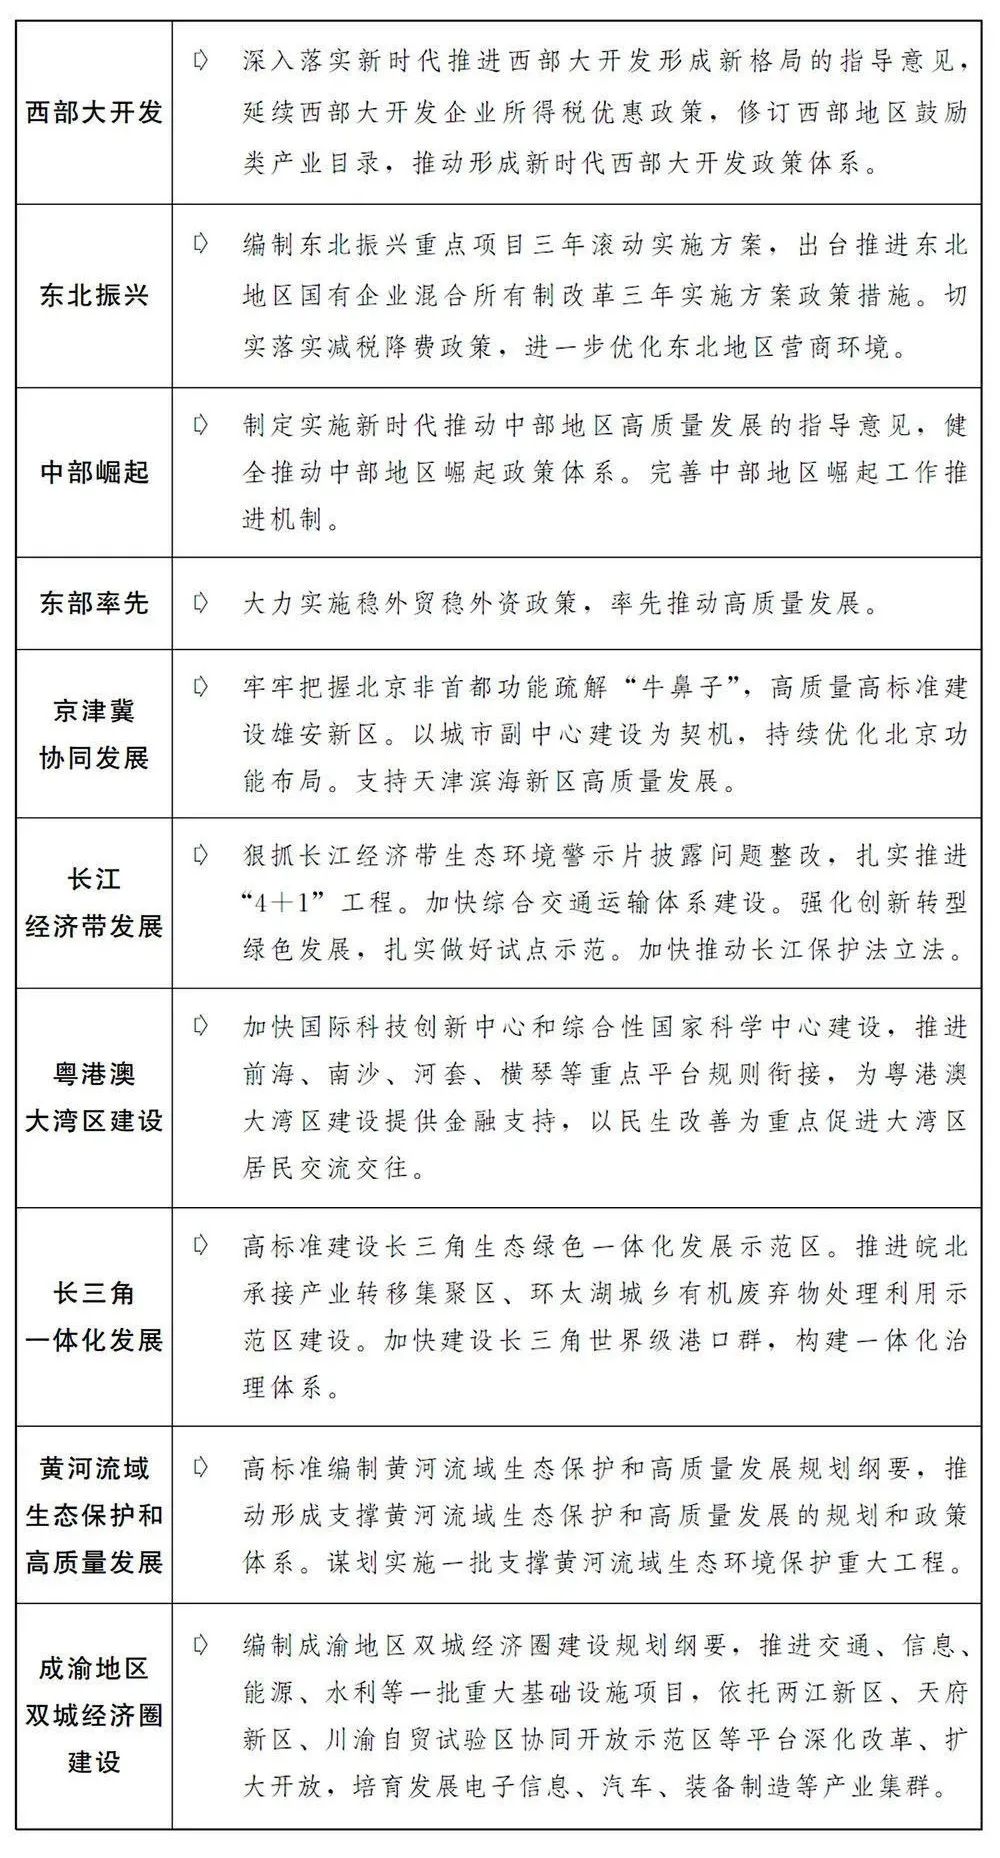 西部大开发
深入落实新时代推进西部大开发形成新格局的指导意见，
延续西部大开发企业所得税优惠政策，修订西部地区鼓励
类产业目录，推动形成新时代西部大开发政策体系。
东北振兴
编制东北振兴重点项目三年滚动实施方案，出台推进东北
地区国有企业混合所有制改革三年实施方案政策措施。切
实落实减税降费政策，进一步优化东北地区营商环境。
中部崛起
制定实施新时代推动中部地区高质量发展的指导意见，健
全推动中部地区崛起政策体系。完善中部地区崛起工作推
进机制。
东部率先
大力实施稳外贸稳外资政策，率先推动高质量发展。
京津冀
协同发展
牢牢把握北京非首都功能疏解“牛鼻子”，高质量高标准建
设雄安新区。以城市副中心建设为契机，持续优化北京功
能布局。支持天津滨海新区高质量发展。
长江
经济带发展
狠抓长江经济带生态环境警示片披露问题整改，扎实推进
“4+1”工程。加快综合交通运输体系建设。强化创新转型
绿色发展，扎实做好试点示范。加快推动长江保护法立法。
粤港澳
大湾区建设
加快国际科技创新中心和综合性国家科学中心建设，推进
前海、南沙、河套、横琴等重点平台规则衔接，为粤港澳
大湾区建设提供金融支持，以民生改善为重点促进大湾区
居民交流交往。
长三角
一体化发展
高标准建设长三角生态绿色一体化发展示范区。推进皖北
承接产业转移集聚区、环太湖城乡有机废弃物处理利用示
范区建设。加快建设长三角世界级港口群，构建一体化治
理体系。
黄河流域
生态保护和
高质量发展
高标准编制黄河流域生态保护和高质量发展规划纲要，推
动形成支撑黄河流域生态保护和高质量发展的规划和政策
体系。谋划实施一批支撑黄河流域生态环境保护重大工程。
成渝地区
双城经济圈
建设
编制成渝地区双城经济圈建设规划纲要，推进交通、信息、
能源、水利等一批重大基础设施项目，依托两江新区、天府
新区、川渝自贸试验区协同开放示范区等平台深化改革、扩
大开放，培育发展电子信息、汽车、装备制造等产业集群。